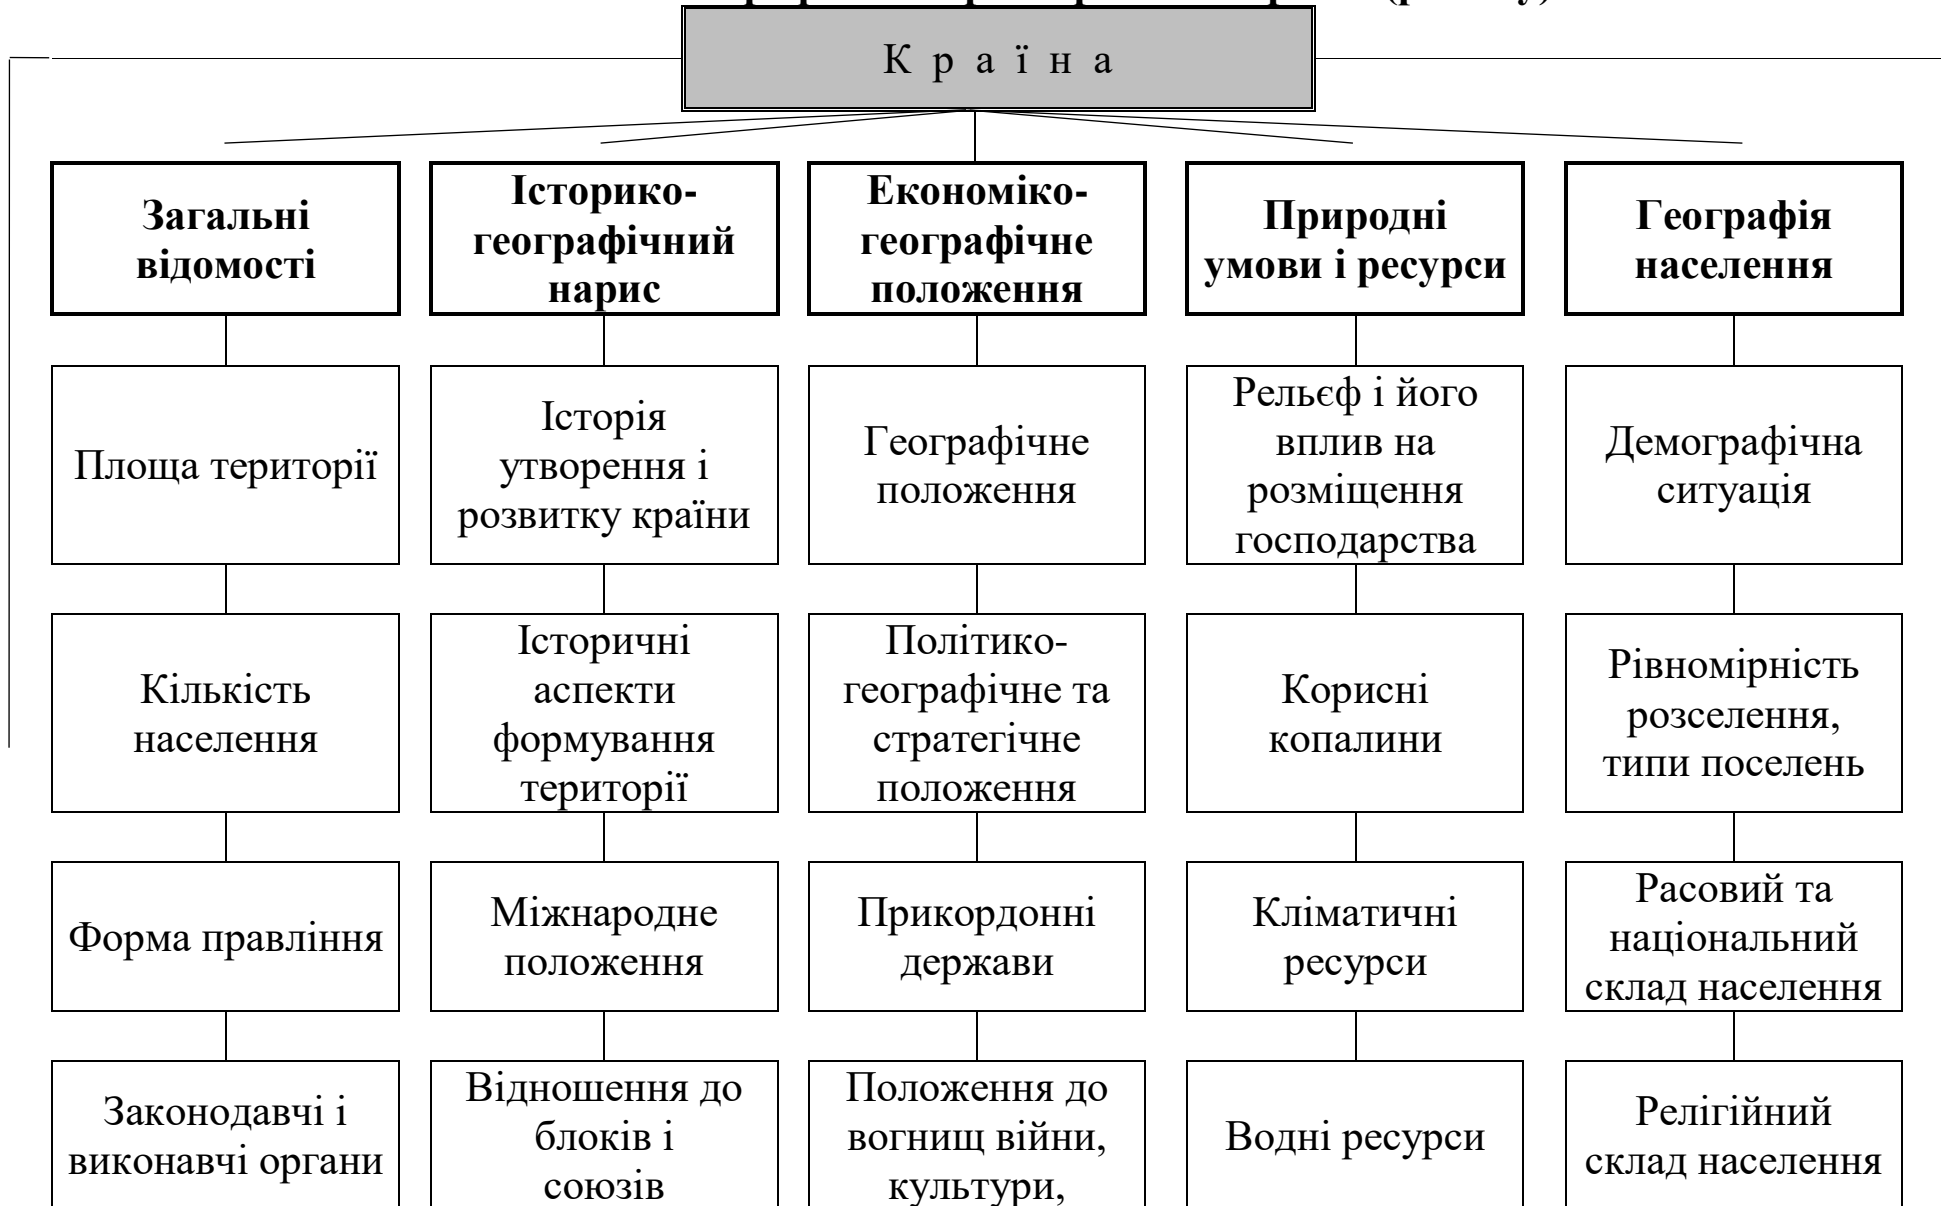 К р а ї н а
Загальні
відомості
Історико-
географічний
нарис
Економіко-
географічне
положення
Природні
умови і ресурси
Географія
населення
Площа території
Історія
утворення і
розвитку країни
Географічне
положення
Рельєф і його
вплив на
розміщення
господарства
Демографічна
ситуація
Кількість
населення
Історичні
аспекти
формування
території
Політико-
географічне та
стратегічне
положення
Корисні
копалини
Рівномірність
розселення,
типи поселень
Форма правління
Міжнародне
положення
Прикордонні
держави
Кліматичні
ресурси
Расовий та
національний
склад населення
Законодавчі і
виконавчі органи
Відношення до
блоків і
союзів
Положення до
вогнищ війни,
культури,
Водні ресурси
Релігійний
склад населення